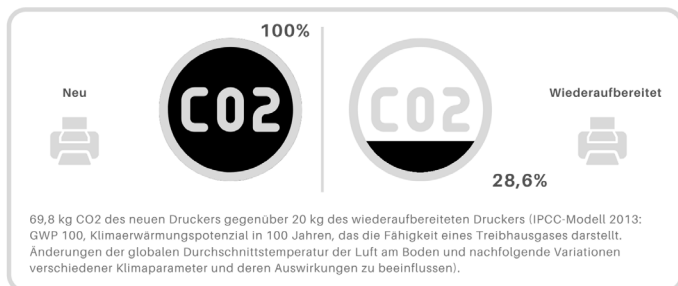 100%
Neu
CO2
CO2
Wiederaufbereitet
28,6%
69,8 kg CO2 des neuen Druckers gegenüber 20 kg des wiederaufbereiteten Druckers (IPCC-Modell 2013:
GWP 100, Klimaerwärmungspotenzial in 100 Jahren, das die Fähigkeit eines Treibhausgases darstellt.
Änderungen der globalen Durchschnittstemperatur der Luft am Boden und nachfolgende Variationen
verschiedener Klimaparameter und deren Auswirkungen zu beeinflussen).